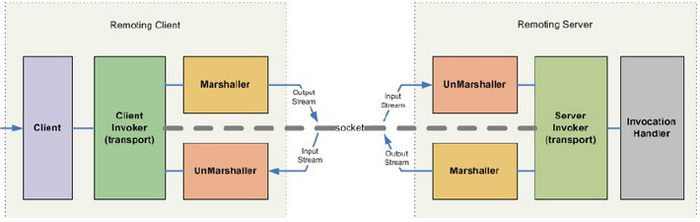 Remoting Client
Remoting Server
Client
Client
Invoker
(transport)
Marshaller
UnMarshaller
Output
Stream
socket
Input
Stream
Input
Stream
Output
Stream
UnMarshaller
Marshaller
Server
Invoker
(transport)
Invocation
Handler